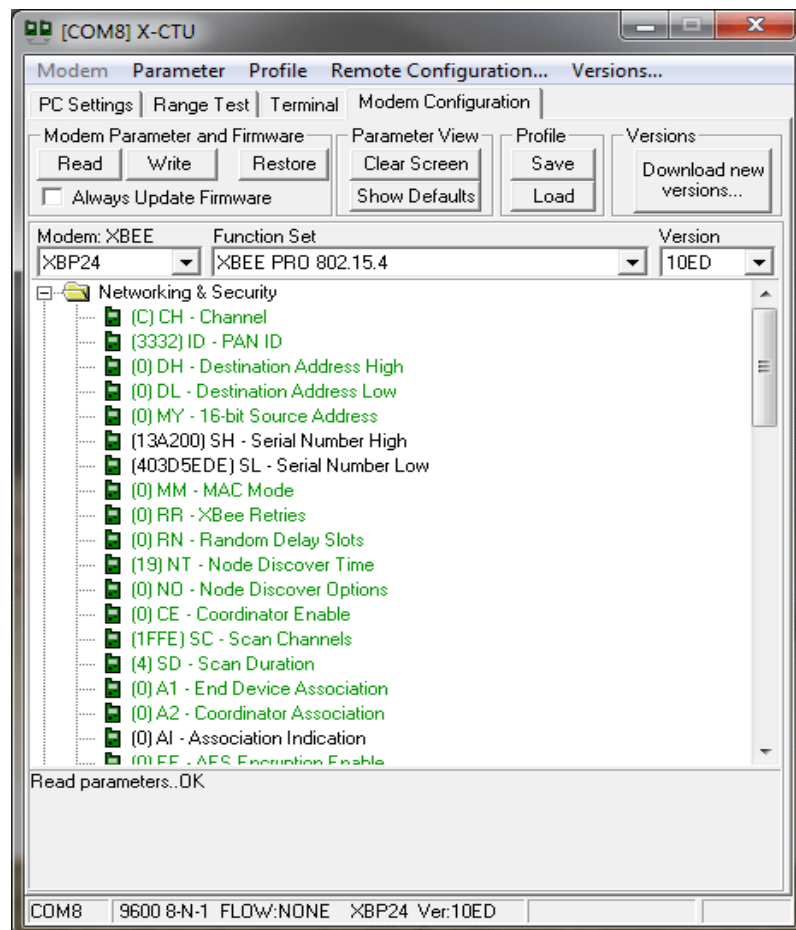 [COM8] X-CTU
Modem Parameter Profile Remote Configuration... Versions...
PC Settings Range Test Terminal Modem Configuration
Modem Parameter and Firmware Parameter View Profile Versions
Read Write Restore Clear Screen Save Download new versions...
Always Update Firmware Show Defaults Load
Modem: XBEE Function Set Version
XBP24 XBEE PRO 802.15.4 10ED
Networking & Security
(C) CH - Channel
(3332) ID - PAN ID
(0) DH - Destination Address High
(0) DL - Destination Address Low
(0) MY - 16-bit Source Address
(13A200) SH - Serial Number High
(403D5EDE) SL - Serial Number Low
(0) MM - MAC Mode
(0) RR - XBee Retries
(0) RN - Random Delay Slots
(19) NT - Node Discover Time
(0) NO - Node Discover Options
(0) CE - Coordinator Enable
(1FFE) SC - Scan Channels
(4) SD - Scan Duration
(0) A1 - End Device Association
(0) A2 - Coordinator Association
(0) AI - Association Indication
(0) EE - AES Encryption Enable
Read parameters..OK
COM8 9600 8-N-1 FLOW:NONE XBP24 Ver:10ED